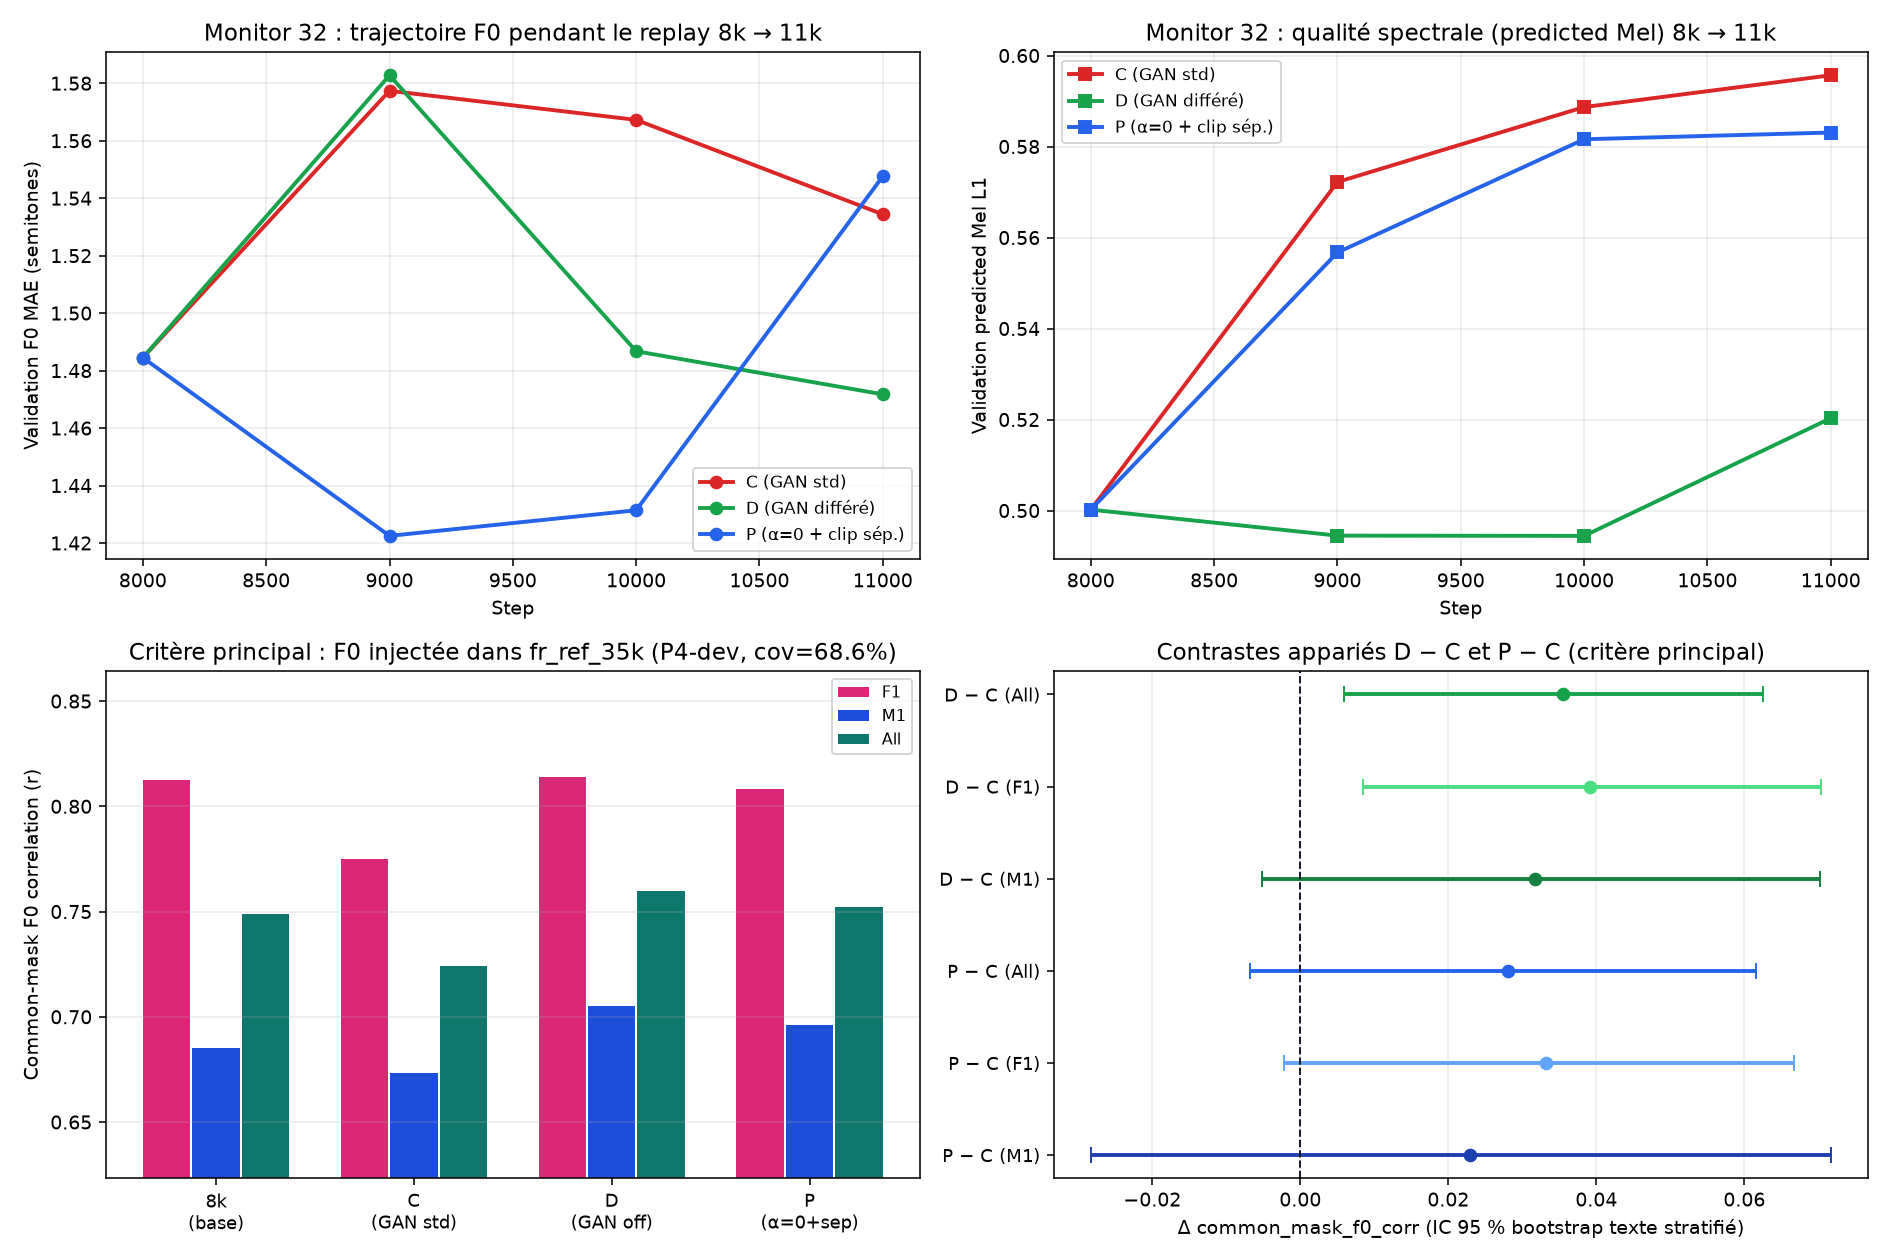 Monitor 32 : trajectoire F0 pendant le replay 8k → 11k
Validation F0 MAE (semitones)
1.58
1.56
1.54
1.52
1.50
1.48
1.46
1.44
1.42
C (GAN std)
D (GAN différé)
P (α=0 + clip sép.)
8000
8500
9000
9500
10000
10500
11000
Step
Monitor 32 : qualité spectrale (predicted Mel) 8k → 11k
Validation predicted Mel L1
0.60
0.58
0.56
0.54
0.52
0.50
C (GAN std)
D (GAN différé)
P (α=0 + clip sép.)
8000
8500
9000
9500
10000
10500
11000
Step
Critère principal : F0 injectée dans fr_ref_35k (P4-dev, cov=68.6%)
Common-mask F0 correlation (r)
0.85
0.80
0.75
0.70
0.65
F1
M1
All
8k
(base)
C
(GAN std)
D
(GAN off)
P
(α=0+sep)
Contrastes appariés D − C et P − C (critère principal)
D − C (All)
D − C (F1)
D − C (M1)
P − C (All)
P − C (F1)
P − C (M1)
−0.02
0.00
0.02
0.04
0.06
Δ common_mask_f0_corr (IC 95 % bootstrap texte stratifié)